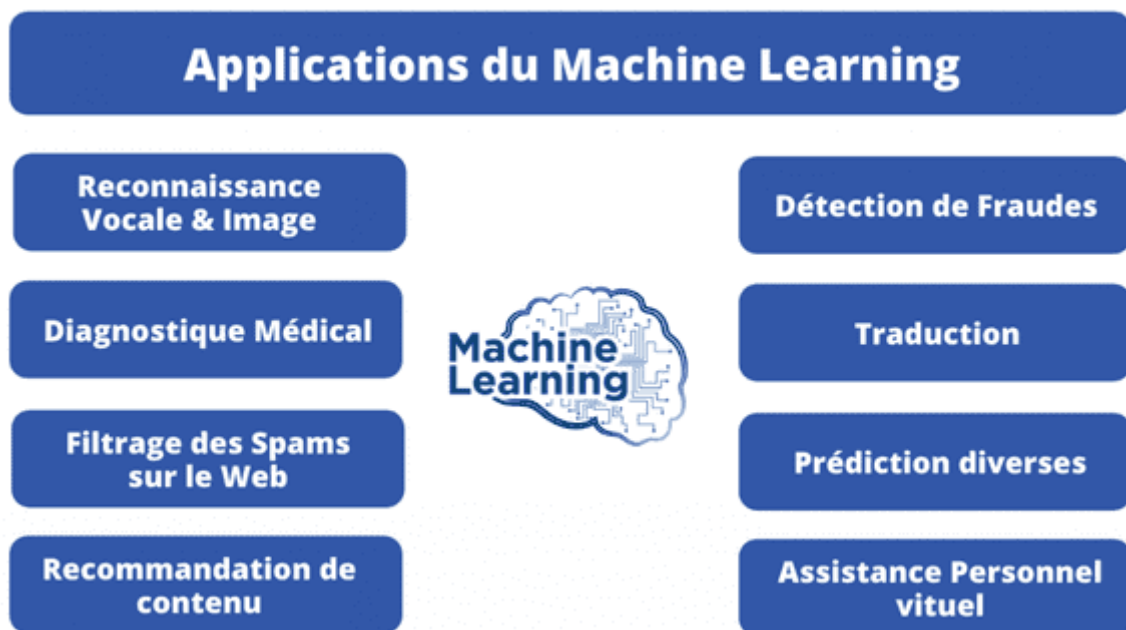 Applications du Machine Learning
Reconnaissance
Vocale & Image
Diagnostique Médical
Filtrage des Spams
sur le Web
Recommandation de
contenu
Machine
Learning
Détection de Fraudes
Traduction
Prédiction diverses
Assistance Personnel
vituel